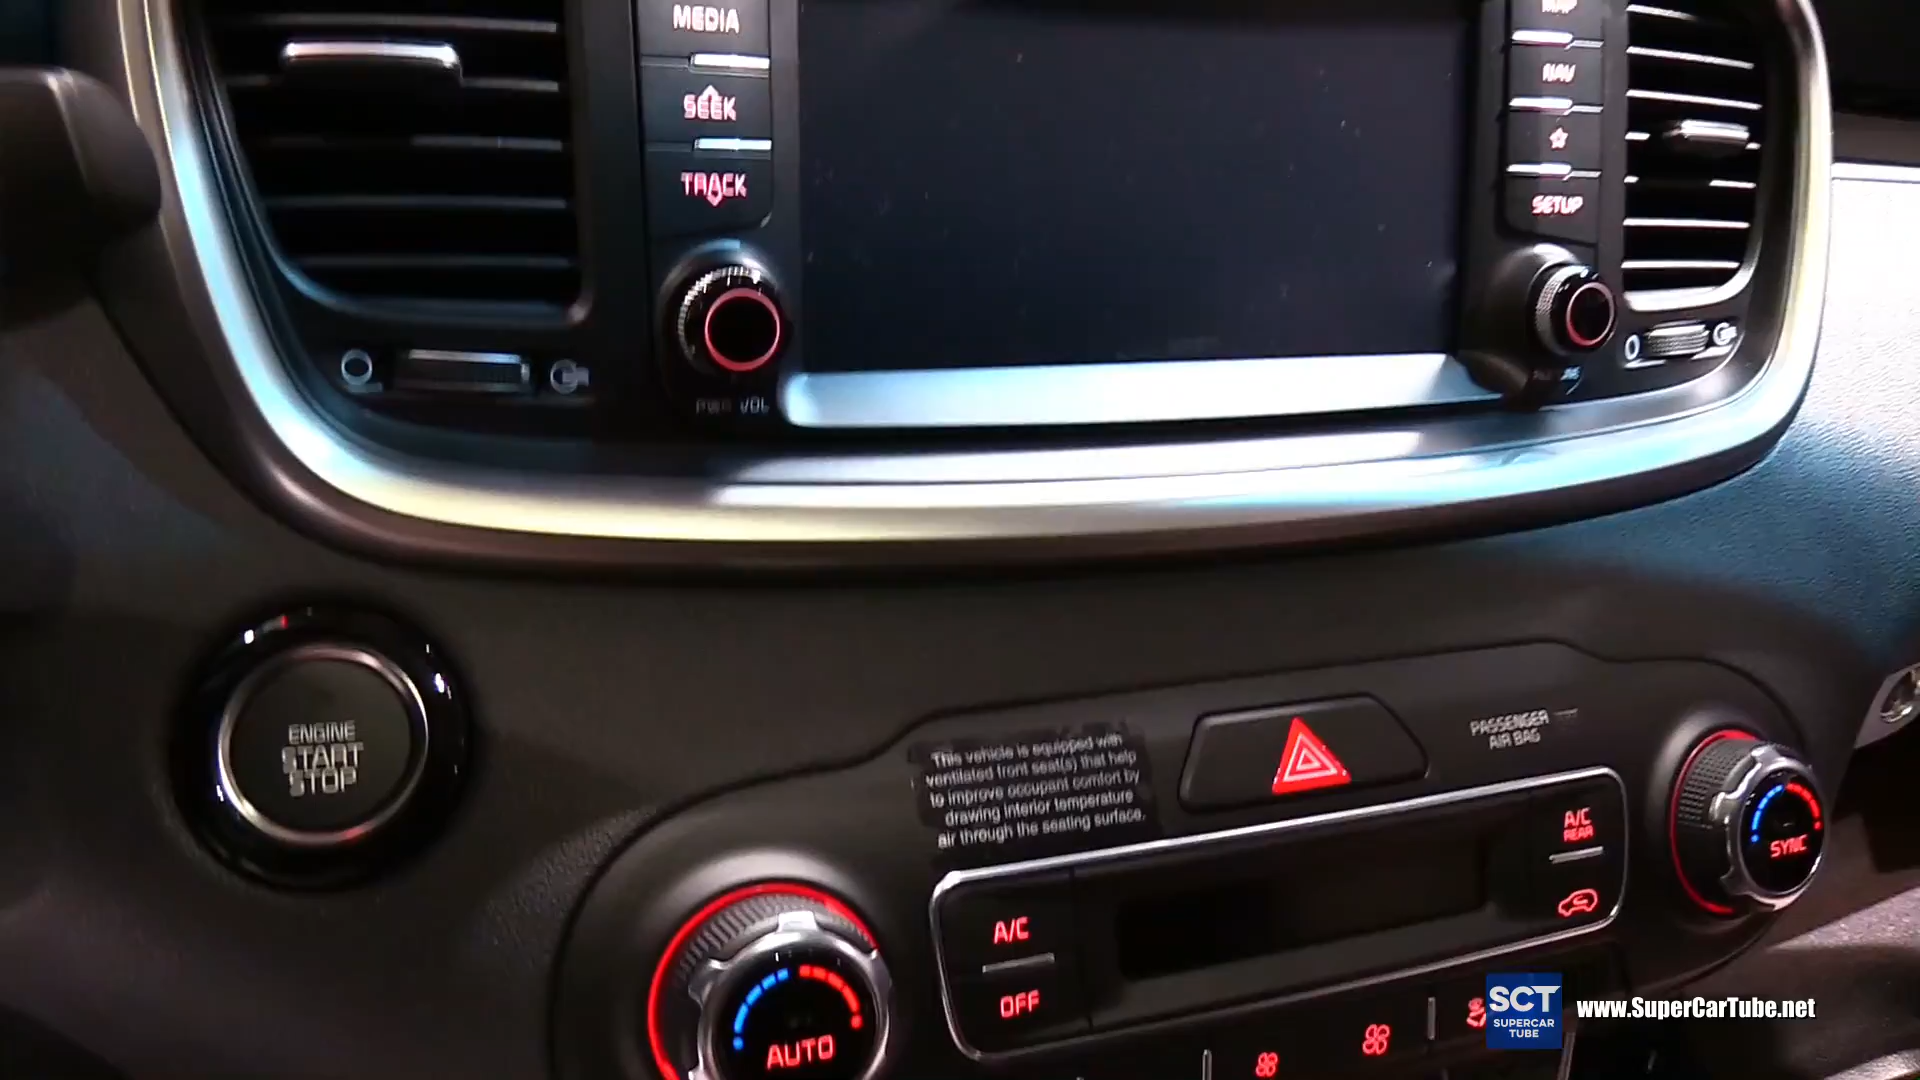 MEDIA
SEEK
TRACK
PWR VOL
MAP
NAV
SETUP
ENGINE
START
STOP
This vehicle is equipped with
ventilated front seat(s) that help
to improve occupant comfort by
drawing interior temperature
air through the seating surface.
PASSENGER
AIR BAG
A/C
OFF
A/C
REAR
AUTO
SYNC
SCT
SUPERCAR
TUBE
www.SuperCarTube.net